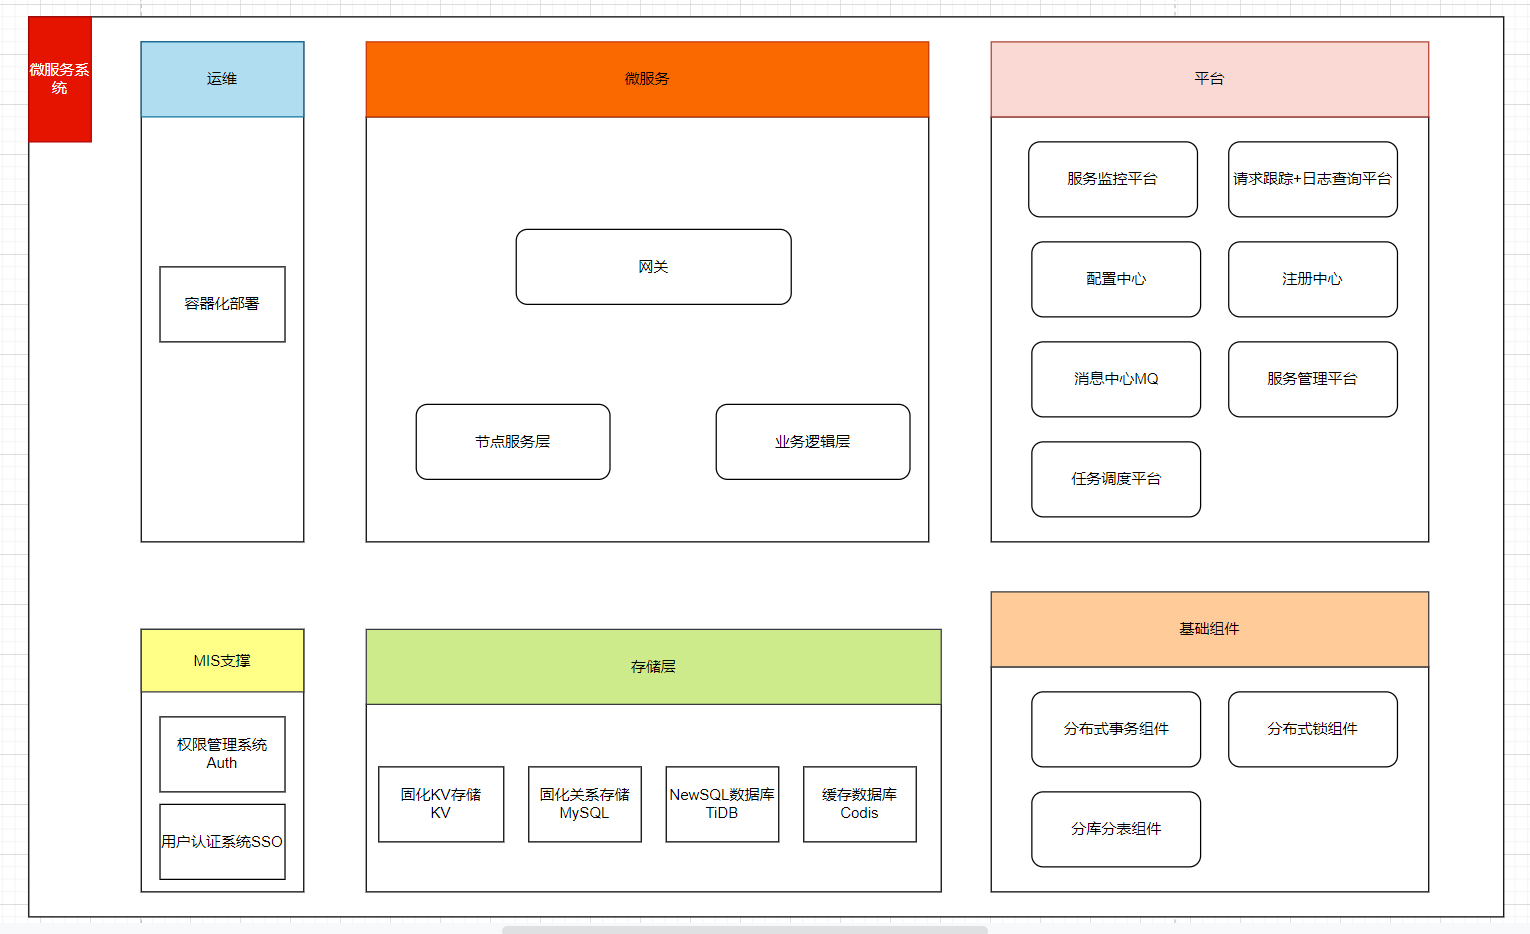 微服务系
统
运维
容器化部署
微服务
网关
节点服务层
业务逻辑层
平台
服务监控平台
请求跟踪+日志查询平台
配置中心
注册中心
消息中心MQ
服务管理平台
任务调度平台
MIS支撑
权限管理系统
Auth
用户认证系统SSO
存储层
固化KV存储
KV
固化关系存储
MySQL
NewSQL数据库
TiDB
缓存数据库
Codis
基础组件
分布式事务组件
分布式锁组件
分库分表组件